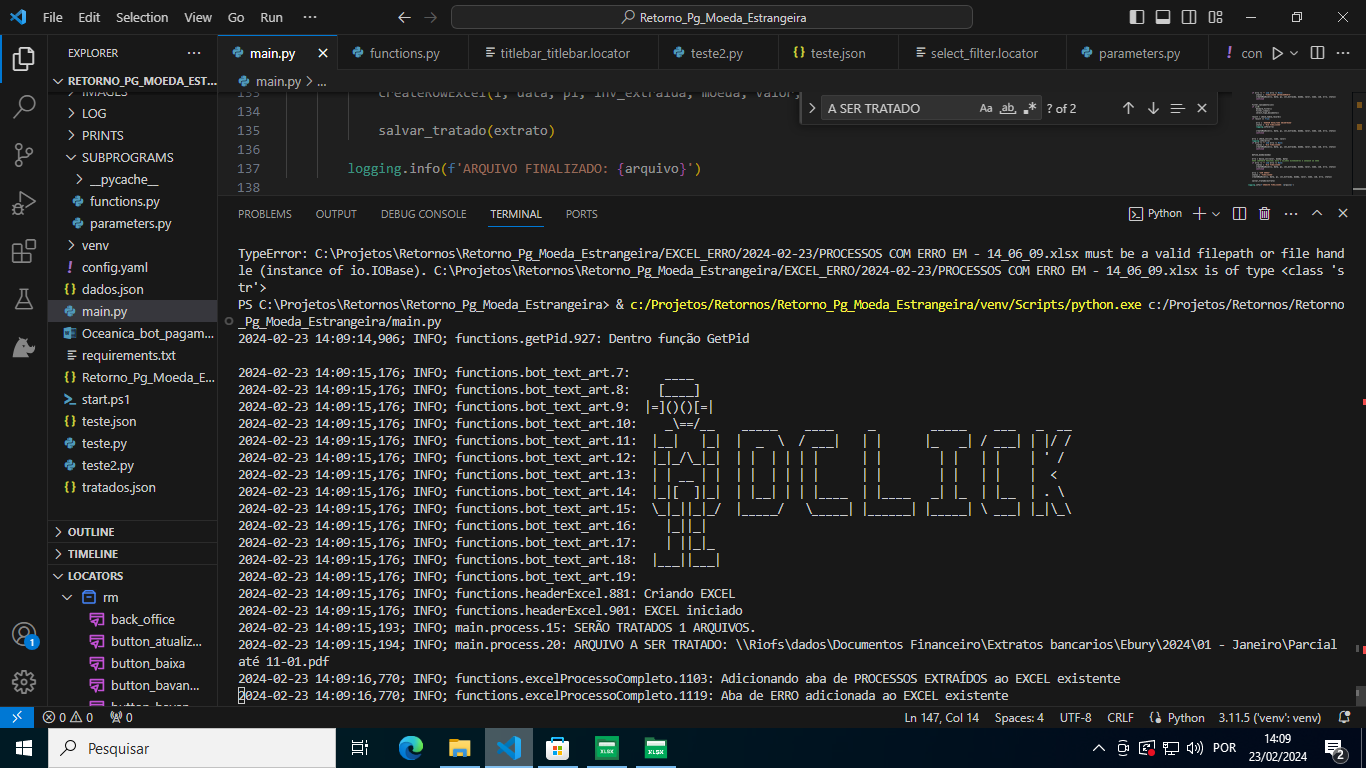 File Edit Selection View Go Run ··· Retorno_Pg_Moeda_Estrangeira
EXPLORER ···
RETORNO_PG_MOEDA_EST...
LOG
PRINTS
SUBPROGRAMS
__pycache__
functions.py
parameters.py
venv
! config.yaml
{} dados.json
main.py
Oceanica_bot_pagam...
requirements.txt
{} Retorno_Pg_Moeda_E...
start.ps1
{} teste.json
teste.py
teste2.py
{} tratados.json
OUTLINE
TIMELINE
LOCATORS
rm
back_office
button_atualiz...
button_baixa
button_bavan...
main.py functions.py titlebar_titlebar.locator teste2.py {} teste.json select_filter.locator parameters.py ! con
main.py > ...
A SER TRATADO Aa ab .* ? of 2
133 createRowExcel(i, data, pi, inv_extraida, moeda, valor,
134
135 salvar_tratado(extrato)
136
137 logging.info(f'ARQUIVO FINALIZADO: {arquivo}')
138
PROBLEMS OUTPUT DEBUG CONSOLE TERMINAL PORTS Python
TypeError: C:\Projetos\Retornos\Retorno_Pg_Moeda_Estrangeira/EXCEL_ERRO/2024-02-23/PROCESSOS COM ERRO EM - 14_06_09.xlsx must be a valid filepath or file hand
le (instance of io.IOBase). C:\Projetos\Retornos\Retorno_Pg_Moeda_Estrangeira/EXCEL_ERRO/2024-02-23/PROCESSOS COM ERRO EM - 14_06_09.xlsx is of type <class 's
tr'>
PS C:\Projetos\Retornos\Retorno_Pg_Moeda_Estrangeira> & c:/Projetos/Retornos/Retorno_Pg_Moeda_Estrangeira/venv/Scripts/python.exe c:/Projetos/Retornos/Retorno
_Pg_Moeda_Estrangeira/main.py
2024-02-23 14:09:14,906; INFO; functions.getPid.927: Dentro função GetPid
2024-02-23 14:09:15,176; INFO; functions.bot_text_art.7:
2024-02-23 14:09:15,176; INFO; functions.bot_text_art.8:
2024-02-23 14:09:15,176; INFO; functions.bot_text_art.9:
2024-02-23 14:09:15,176; INFO; functions.bot_text_art.10:
2024-02-23 14:09:15,176; INFO; functions.bot_text_art.11:
2024-02-23 14:09:15,176; INFO; functions.bot_text_art.12:
2024-02-23 14:09:15,176; INFO; functions.bot_text_art.13:
2024-02-23 14:09:15,176; INFO; functions.bot_text_art.14:
2024-02-23 14:09:15,176; INFO; functions.bot_text_art.15:
2024-02-23 14:09:15,176; INFO; functions.bot_text_art.16:
2024-02-23 14:09:15,176; INFO; functions.bot_text_art.17:
2024-02-23 14:09:15,176; INFO; functions.bot_text_art.18:
2024-02-23 14:09:15,176; INFO; functions.bot_text_art.19:
2024-02-23 14:09:15,176; INFO; functions.headerExcel.881: Criando EXCEL
2024-02-23 14:09:15,176; INFO; functions.headerExcel.901: EXCEL iniciado
2024-02-23 14:09:15,193; INFO; main.process.15: SERÃO TRATADOS 1 ARQUIVOS.
2024-02-23 14:09:15,194; INFO; main.process.20: ARQUIVO A SER TRATADO: \\Riofs\dados\Documentos Financeiro\Extratos bancarios\Ebury\2024\01 - Janeiro\Parcial
até 11-01.pdf
2024-02-23 14:09:16,770; INFO; functions.excelProcessoCompleto.1103: Adicionando aba de PROCESSOS EXTRAÍDOS ao EXCEL existente
2024-02-23 14:09:16,770; INFO; functions.excelProcessoCompleto.1119: Aba de ERRO adicionada ao EXCEL existente
0 0 0 Ln 147, Col 14 Spaces: 4 UTF-8 CRLF {} Python 3.11.5 ('venv': venv)
Pesquisar POR 14:09
23/02/2024 2